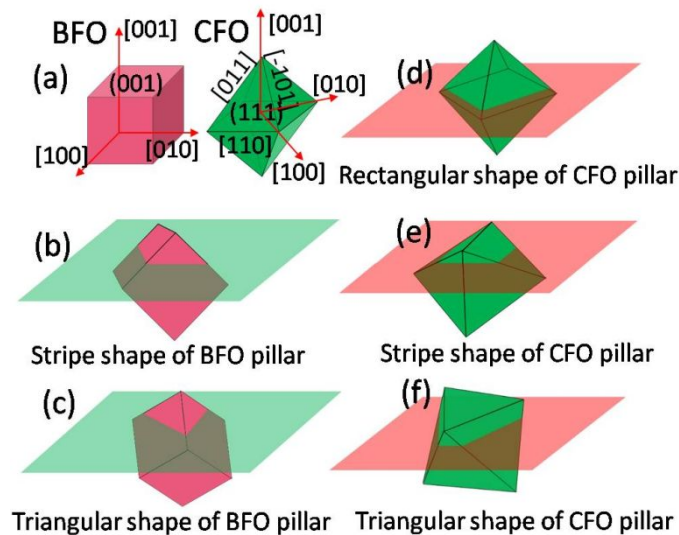 BFO
[001]
(a)
(001)
[100]
[010]
CFO
[001]
[011]
[-101]
[010]
(111)
[110]
[100]
(d)
Rectangular shape of CFO pillar
(b)
Stripe shape of BFO pillar
(e)
Stripe shape of CFO pillar
(c)
Triangular shape of BFO pillar
(f)
Triangular shape of CFO pillar